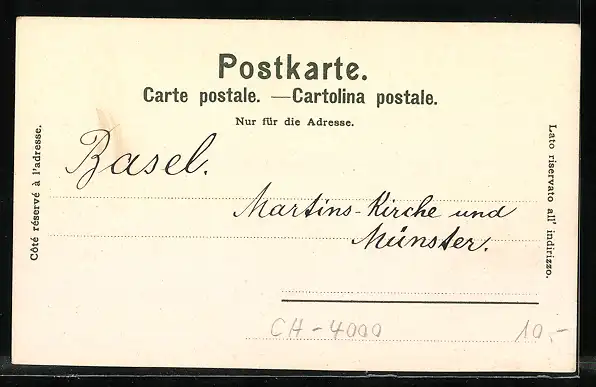 Postkarte.
Carte postale. — Cartolina postale.
Nur für die Adresse.
Côté réservé à l'adresse.
Lato riservato all' indirizzo.
Basel.
Martins-Kirche und
Münster.
CH-4000
10,-